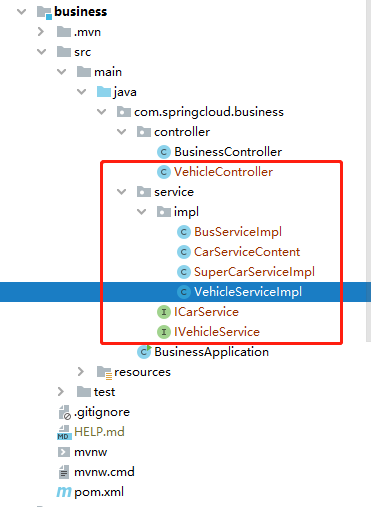 business
.mvn
src
main
java
com.springcloud.business
controller
BusinessController
VehicleController
service
impl
BusServiceImpl
CarServiceContent
SuperCarServiceImpl
VehicleServiceImpl
ICarService
IVehicleService
BusinessApplication
resources
test
.gitignore
HELP.md
mvnw
mvnw.cmd
pom.xml